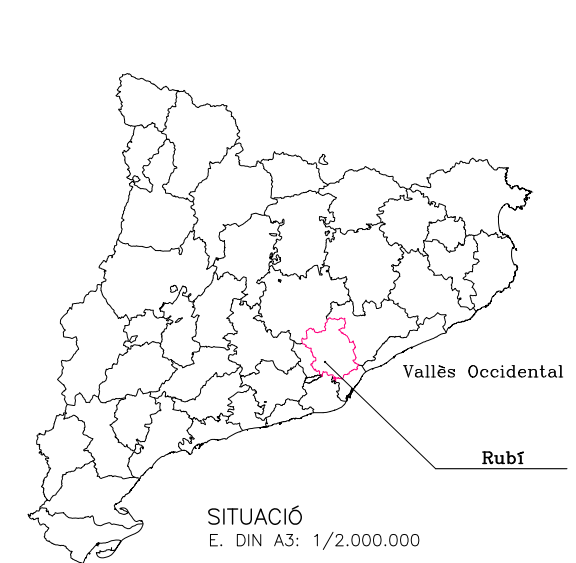 Vallès Occidental
Rubí
SITUACIÓ
E. DIN A3: 1/2.000.000